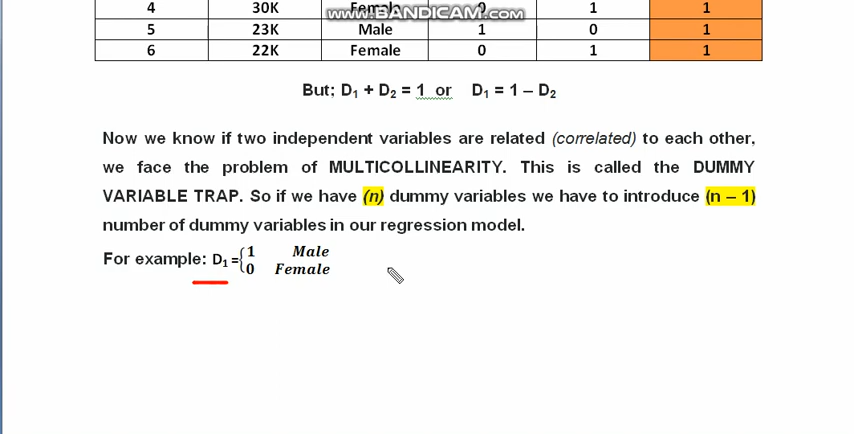 4 30K Female 0 1 1
www.BANDICAM.com
5 23K Male 1 0 1
6 22K Female 0 1 1
But; D₁ + D₂ = 1 or D₁ = 1 – D₂
Now we know if two independent variables are related (correlated) to each other,
we face the problem of MULTICOLLINEARITY. This is called the DUMMY
VARIABLE TRAP. So if we have (n) dummy variables we have to introduce (n – 1)
number of dummy variables in our regression model.
For example: D₁ ={1 Male
0 Female